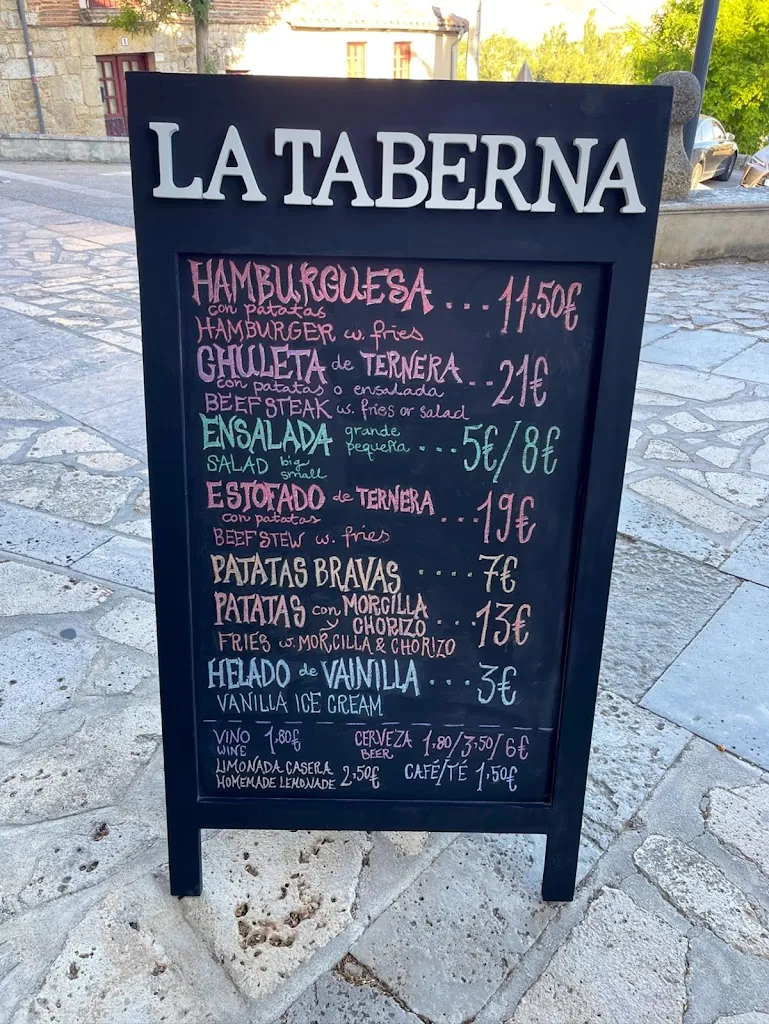 LA TABERNA
HAMBURGUESA ... 11,50€
con patatas
HAMBURGER w. fries
CHULETA de TERNERA .. 21€
con patatas o ensalada
BEEF STEAK w. fries or salad
ENSALADA grande pequeña ... 5€/8€
SALAD big small
ESTOFADO de TERNERA ... 19€
con patatas
BEEF STEW w. fries
PATATAS BRAVAS .... 7€
PATATAS con MORCILLA
y CHORIZO ... 13€
FRIES w. MORCILLA & CHORIZO
HELADO de VAINILLA ... 3€
VANILLA ICE CREAM
VINO 1,80€ CERVEZA 1,80/3,50/6€
WINE BEER
LIMONADA CASERA 2,50€ CAFÉ/TÉ 1,50€
HOMEMADE LEMONADE